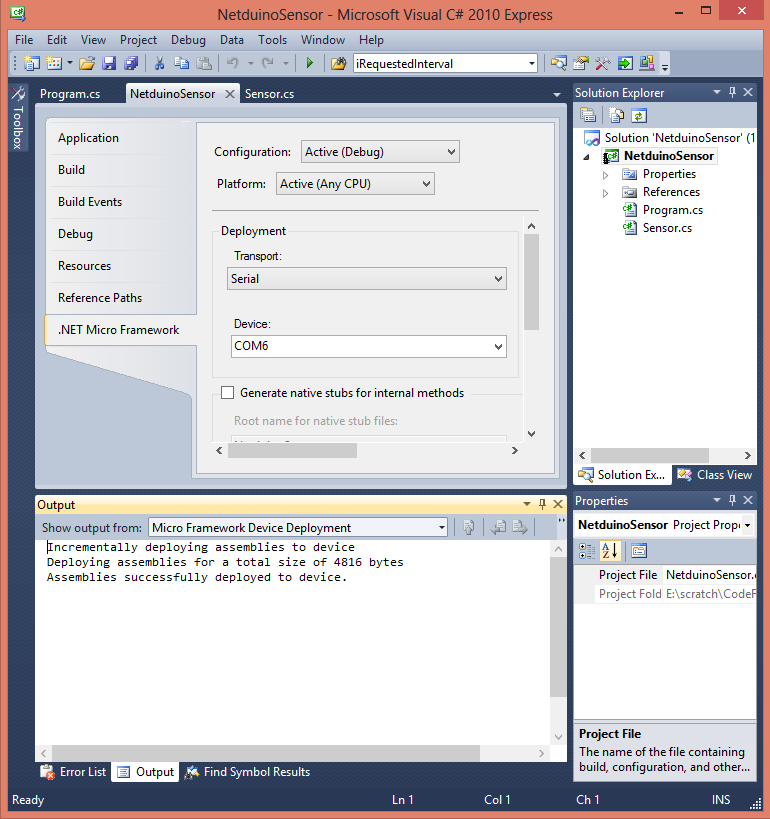 NetduinoSensor - Microsoft Visual C# 2010 Express
File Edit View Project Debug Data Tools Window Help
iRequestedInterval
Toolbox
Program.cs NetduinoSensor Sensor.cs
Application
Build
Build Events
Debug
Resources
Reference Paths
.NET Micro Framework
Configuration: Active (Debug)
Platform: Active (Any CPU)
Deployment
Transport:
Serial
Device:
COM6
Generate native stubs for internal methods
Root name for native stub files:
Solution Explorer
Solution 'NetduinoSensor' (1
NetduinoSensor
Properties
References
Program.cs
Sensor.cs
Solution Ex... Class View
Output
Show output from: Micro Framework Device Deployment
Incrementally deploying assemblies to device
Deploying assemblies for a total size of 4816 bytes
Assemblies successfully deployed to device.
Error List Output Find Symbol Results
Properties
NetduinoSensor Project Prope
Project File NetduinoSensor.c
Project Fold E:\scratch\CodeF
Project File
The name of the file containing
build, configuration, and other...
Ready Ln 1 Col 1 Ch 1 INS